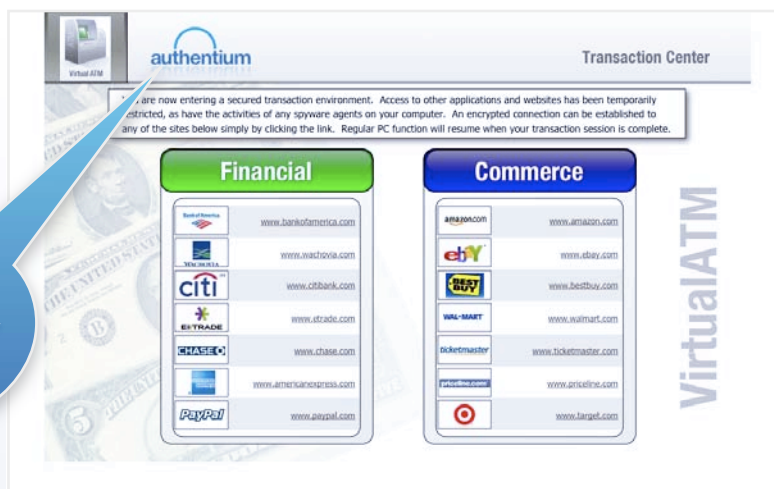 Virtual ATM
authentium
Transaction Center
are now entering a secured transaction environment. Access to other applications and websites has been temporarily
restricted, as have the activities of any spyware agents on your computer. An encrypted connection can be established to
any of the sites below simply by clicking the link. Regular PC function will resume when your transaction session is complete.
Financial
Bank of America
www.bankofamerica.com
WACHOVIA
www.wachovia.com
citi
www.citibank.com
E*TRADE
www.etrade.com
CHASE
www.chase.com
www.americanexpress.com
PayPal
www.paypal.com
Commerce
amazon.com
www.amazon.com
ebY
www.ebay.com
BEST BUY
www.bestbuy.com
WAL-MART
www.walmart.com
ticketmaster
www.ticketmaster.com
priceline.com
www.priceline.com
www.target.com
VirtualATM